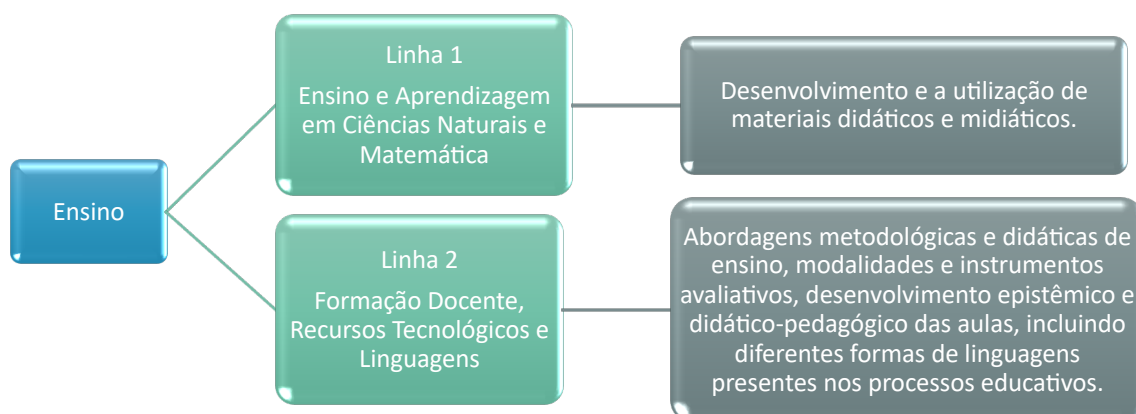 Ensino
Linha 1
Ensino e Aprendizagem
em Ciências Naturais e
Matemática
Desenvolvimento e a utilização de
materiais didáticos e midiáticos.
Linha 2
Formação Docente,
Recursos Tecnológicos e
Linguagens
Abordagens metodológicas e didáticas de
ensino, modalidades e instrumentos
avaliativos, desenvolvimento epistêmico e
didático-pedagógico das aulas, incluindo
diferentes formas de linguagens
presentes nos processos educativos.